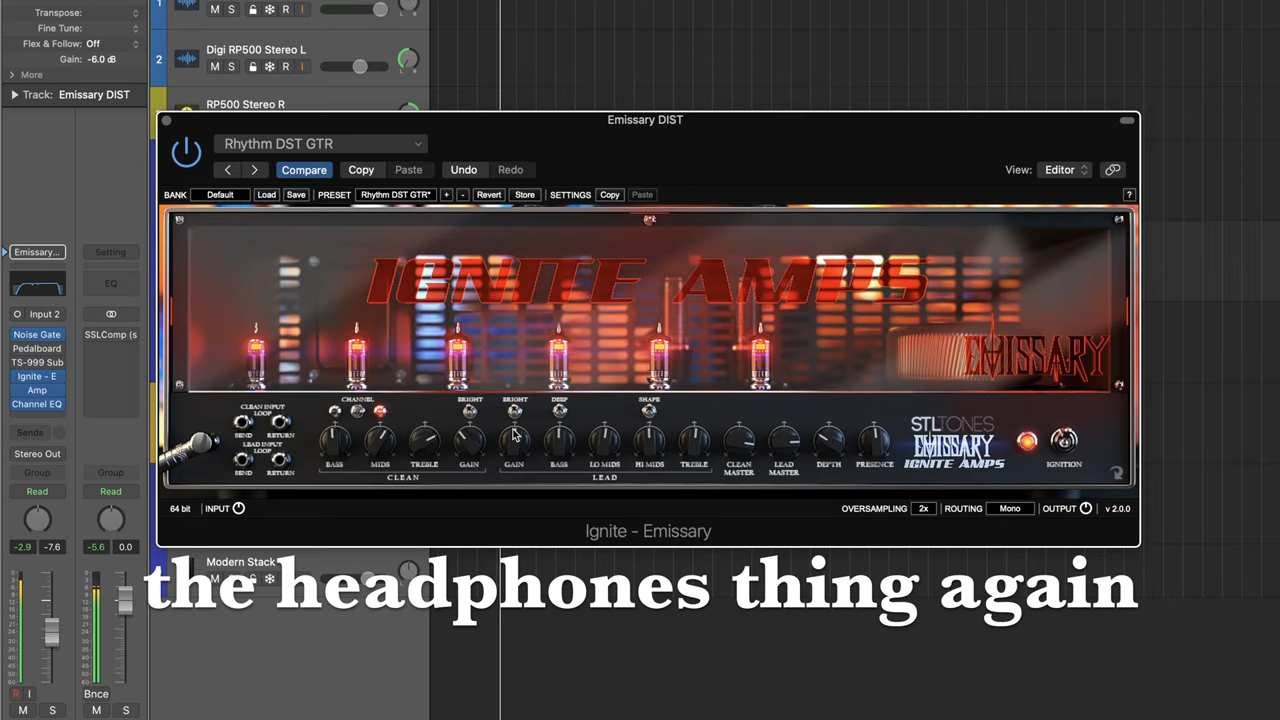 Transpose:
Fine Tune:
Flex & Follow: Off
Gain: -6.0 dB
More
Track: Emissary DIST
1
M S R I
2
Digi RP500 Stereo L
M S R I
RP500 Stereo R
Emissary DIST
Rhythm DST GTR
Compare Copy Paste Undo Redo
View: Editor
BANK Default Load Save PRESET Rhythm DST GTR* + - Revert Store SETTINGS Copy Paste ?
IGNITE AMPS
EMISSARY
CLEAN INPUT LOOP
SEND RETURN
LEAD INPUT LOOP
SEND RETURN
CHANNEL BRIGHT BRIGHT DEEP SHAPE
BASS MIDS TREBLE GAIN GAIN BASS LO MIDS HI MIDS TREBLE CLEAN MASTER LEAD MASTER DEPTH PRESENCE
CLEAN LEAD
STL TONES
EMISSARY
IGNITE AMPS
IGNITION
64 bit INPUT
OVERSAMPLING 2x ROUTING Mono OUTPUT v 2.0.0
Ignite - Emissary
Emissary... Setting
EQ
Input 2
Noise Gate SSLComp (s
Pedalboard
TS-999 Sub
Ignite - E
Amp
Channel EQ
Sends
Stereo Out
Group Group
Read Read
-2.9 -7.6 -5.6 0.0
Modern Stack
the headphones thing again
R I Bnce
M S M S